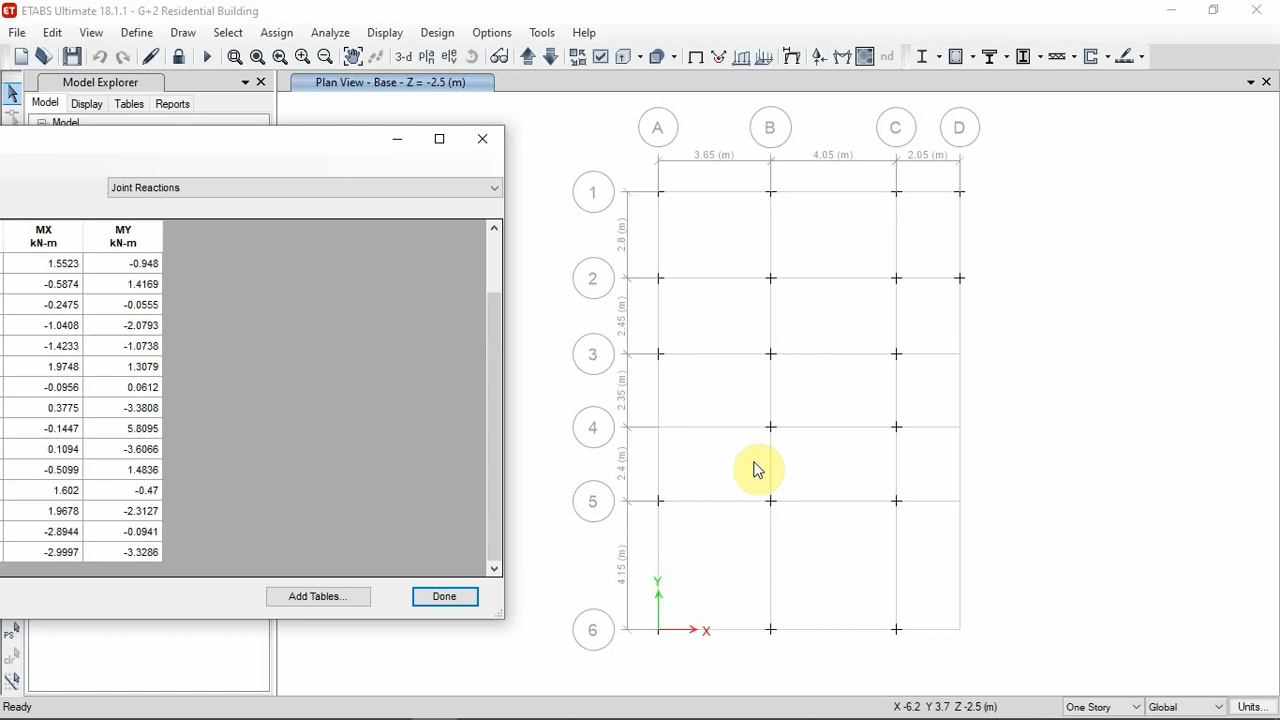 ETABS Ultimate 18.1.1 - G+2 Residential Building
File Edit View Define Draw Select Assign Analyze Display Design Options Tools Help
3-d pla ele nd
Model Explorer
Plan View - Base - Z = -2.5 (m)
Model Display Tables Reports
Model
Joint Reactions
MX MY
kN-m kN-m
1.5523 -0.948
-0.5874 1.4169
-0.2475 -0.0555
-1.0408 -2.0793
-1.4233 -1.0738
1.9748 1.3079
-0.0956 0.0612
0.3775 -3.3808
-0.1447 5.8095
0.1094 -3.6066
-0.5099 1.4836
1.602 -0.47
1.9678 -2.3127
-2.8944 -0.0941
-2.9997 -3.3286
Add Tables... Done
A B C D
3.65 (m) 4.05 (m) 2.05 (m)
1
2.8 (m)
2
2.45 (m)
3
2.35 (m)
4
2.4 (m)
5
4.15 (m)
6
Y
X
PS
clr
Ready
X -6.2 Y 3.7 Z -2.5 (m)
One Story Global Units...